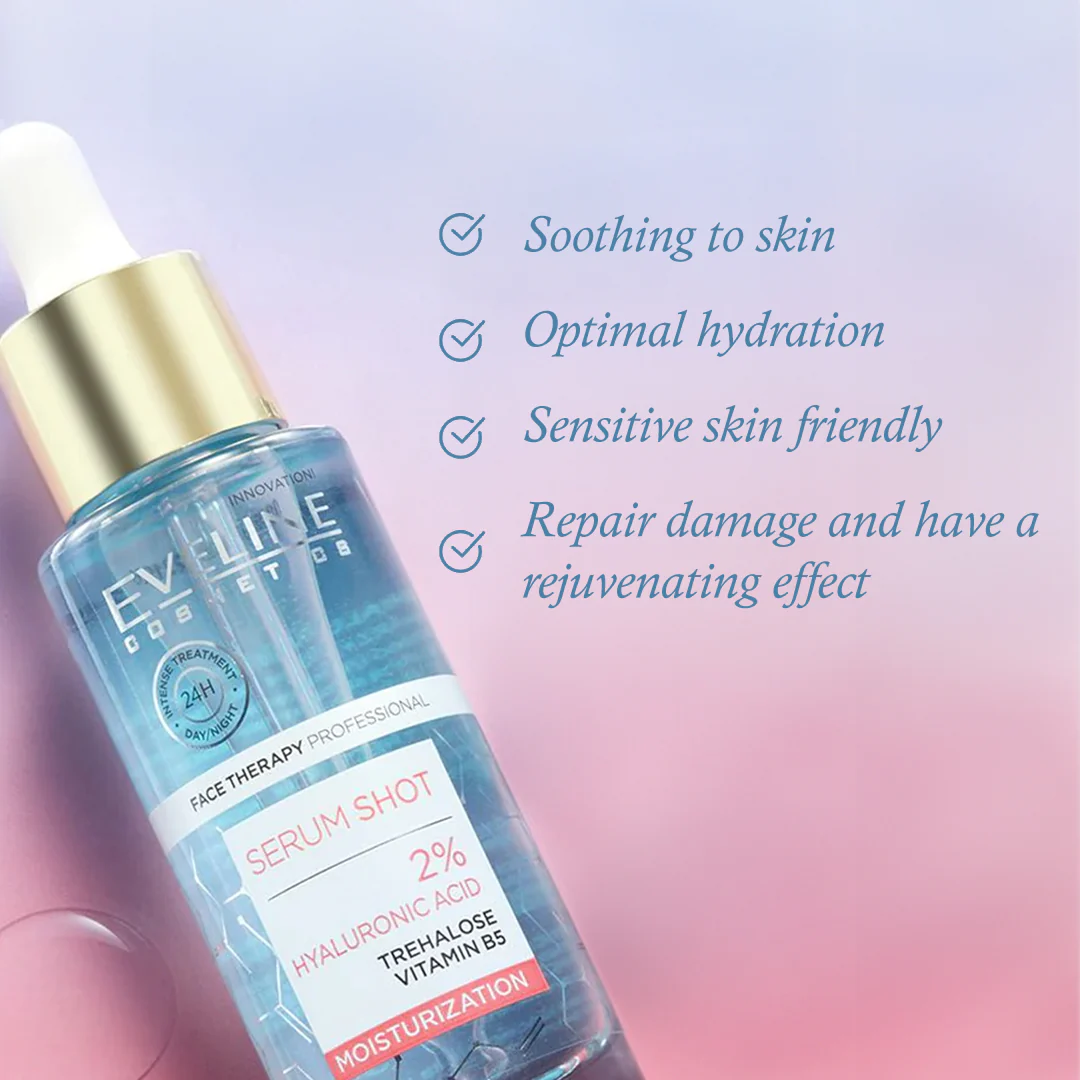 Soothing to skin
Optimal hydration
Sensitive skin friendly
Repair damage and have a
rejuvenating effect
INNOVATION!
EVELINE
COSMETICS
INTENSE TREATMENT
24H
DAY/NIGHT
FACE THERAPY PROFESSIONAL
SERUM SHOT
2%
HYALURONIC ACID
TREHALOSE
VITAMIN B5
MOISTURIZATION